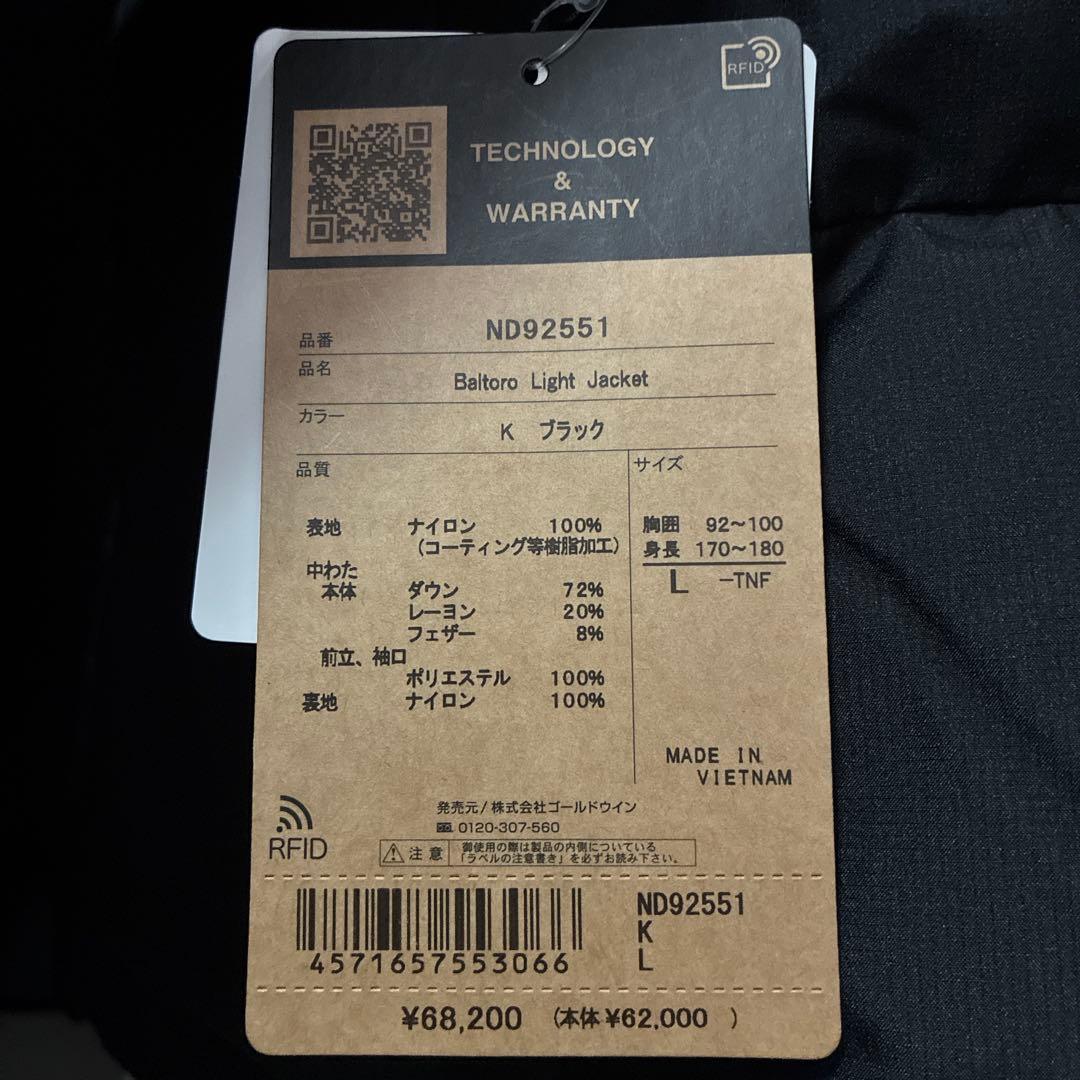 RFID
TECHNOLOGY
&
WARRANTY
品番 ND92551
品名 Baltoro Light Jacket
カラー K ブラック
品質
表地 ナイロン 100%
(コーティング等樹脂加工)
中わた
本体 ダウン 72%
レーヨン 20%
フェザー 8%
前立、袖口
ポリエステル 100%
裏地 ナイロン 100%
サイズ
胸囲 92～100
身長 170～180
L -TNF
MADE IN
VIETNAM
RFID
発売元/株式会社ゴールドウイン
0120-307-560
注意 御使用の際は製品の内側についている
「ラベルの注意書き」を必ずお読み下さい。
4571657553066
ND92551
K
L
¥68,200 (本体¥62,000 )